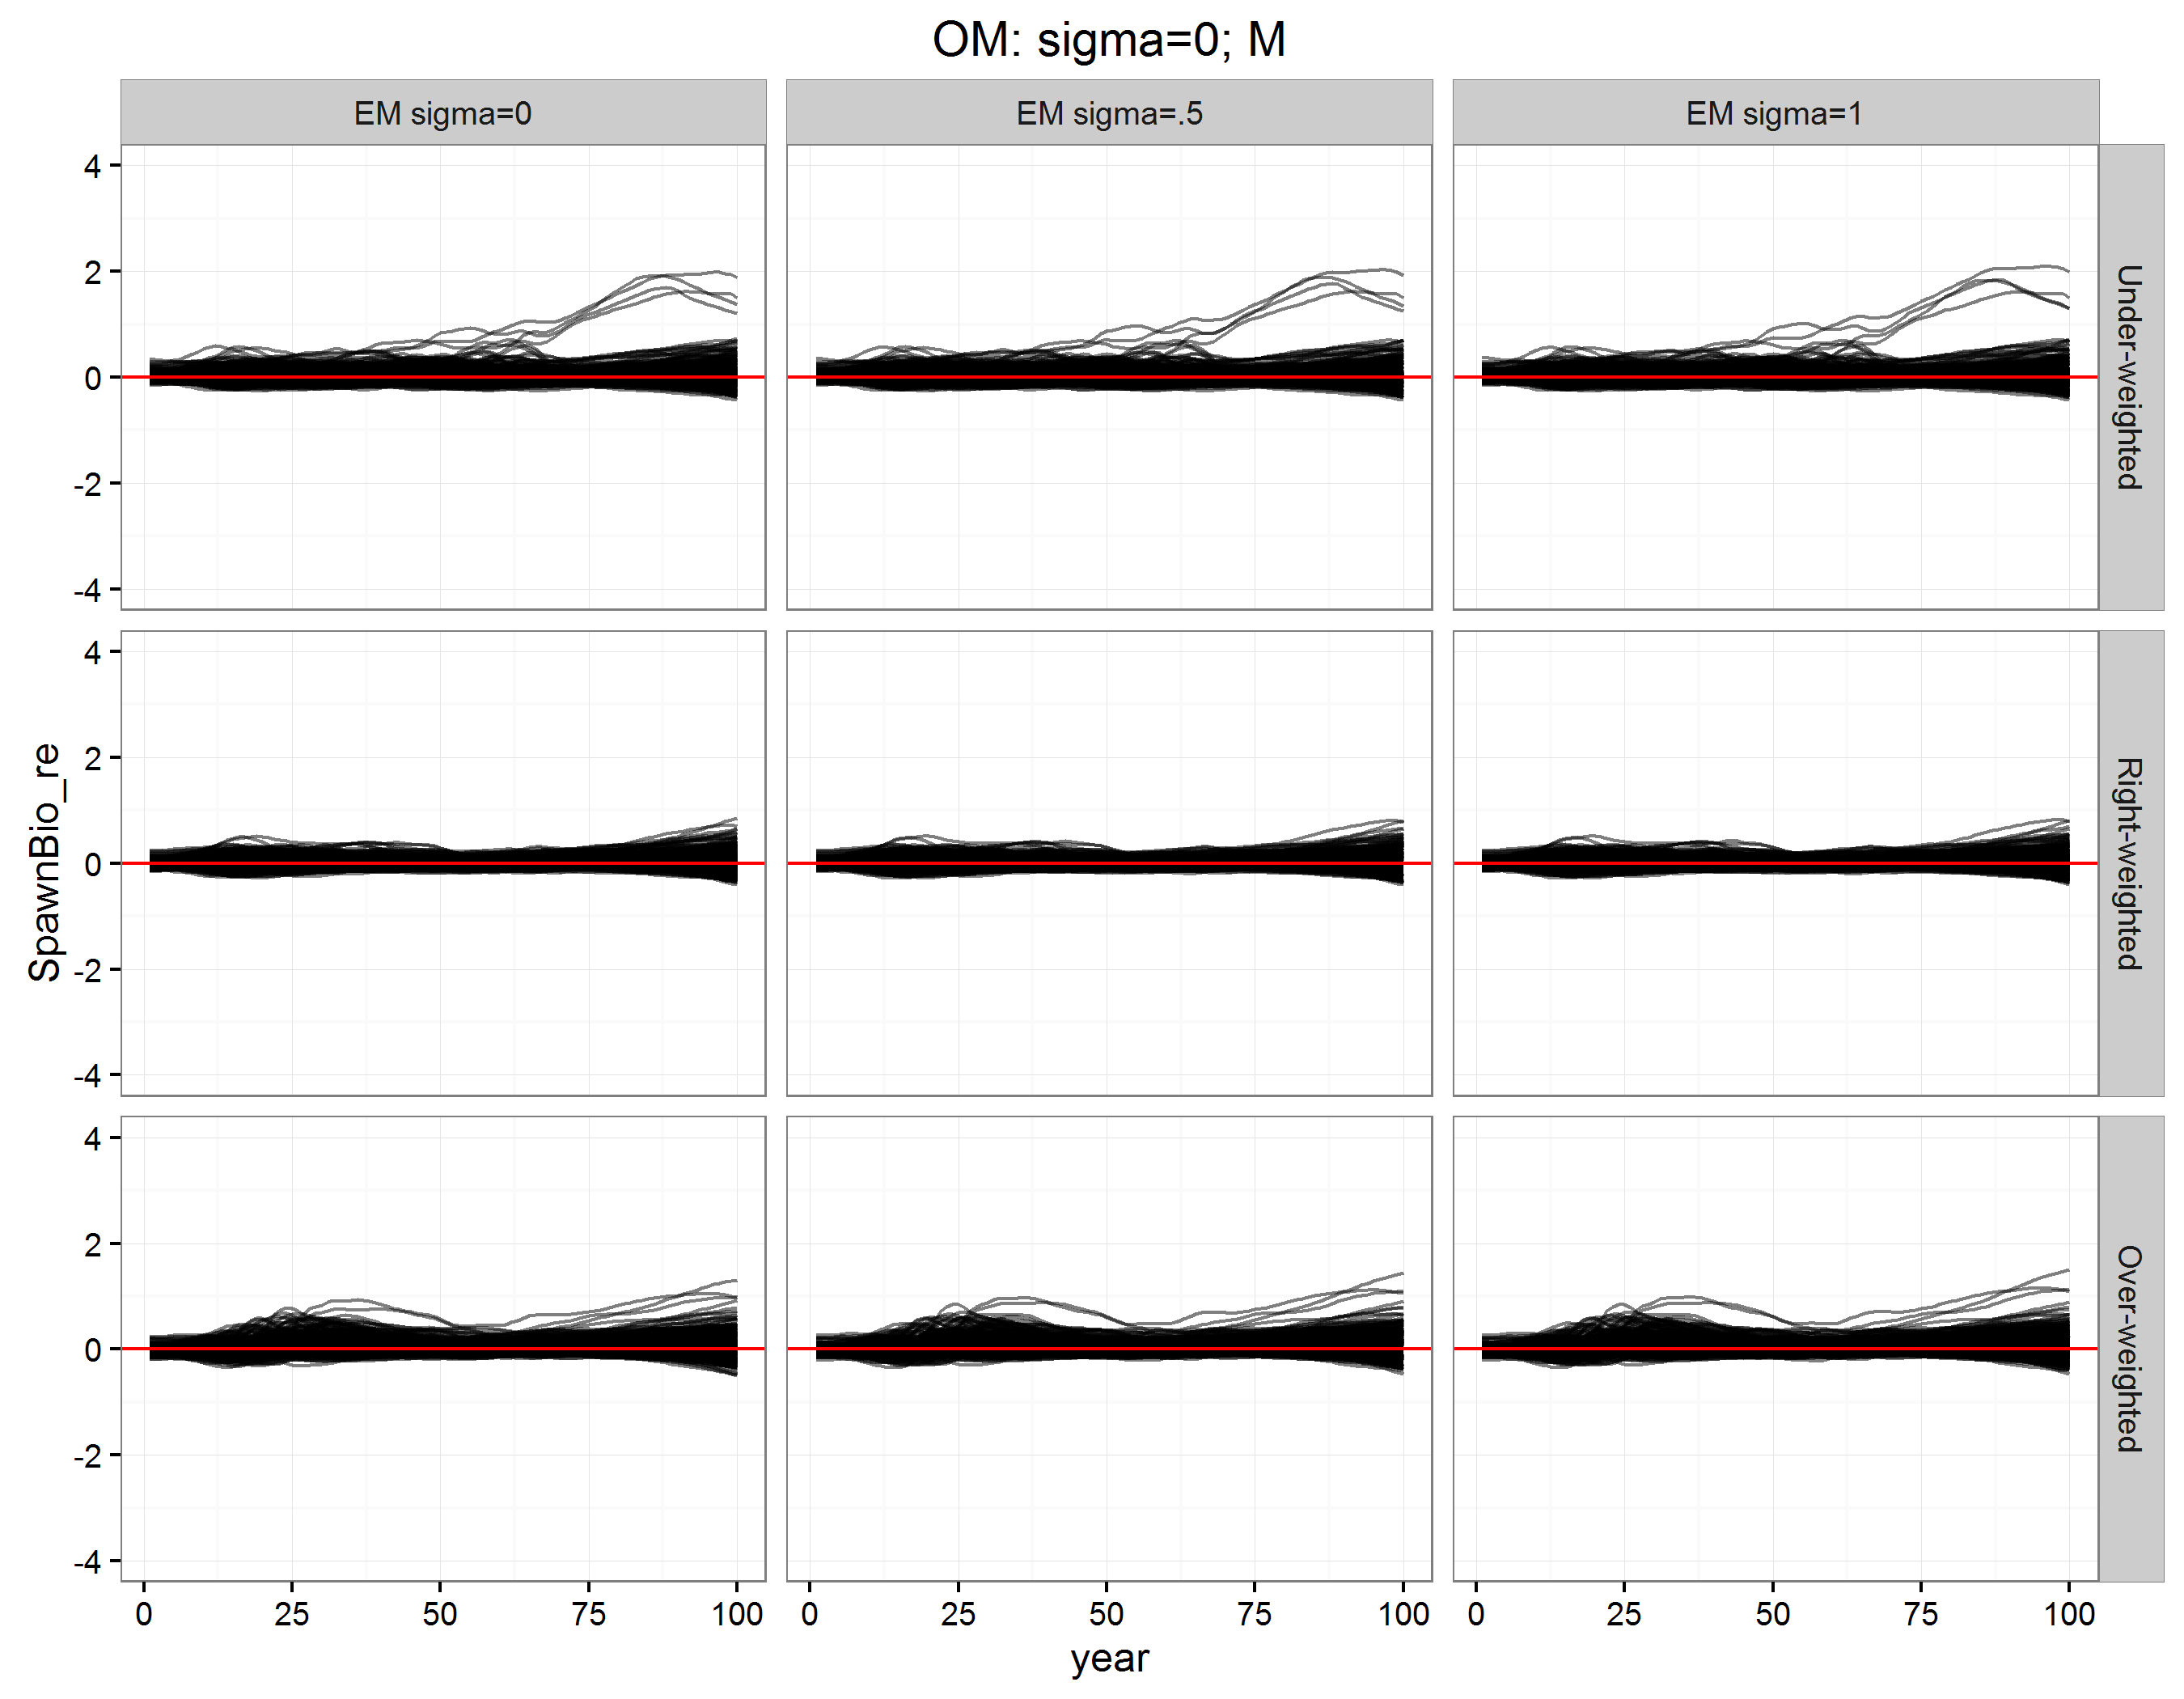 OM: sigma=0; M
EM sigma=0
EM sigma=.5
EM sigma=1
4
2
0
-2
-4
Under-weighted
4
2
0
-2
-4
Right-weighted
4
2
0
-2
-4
Over-weighted
SpawnBio_re
0 25 50 75 100
0 25 50 75 100
0 25 50 75 100
year